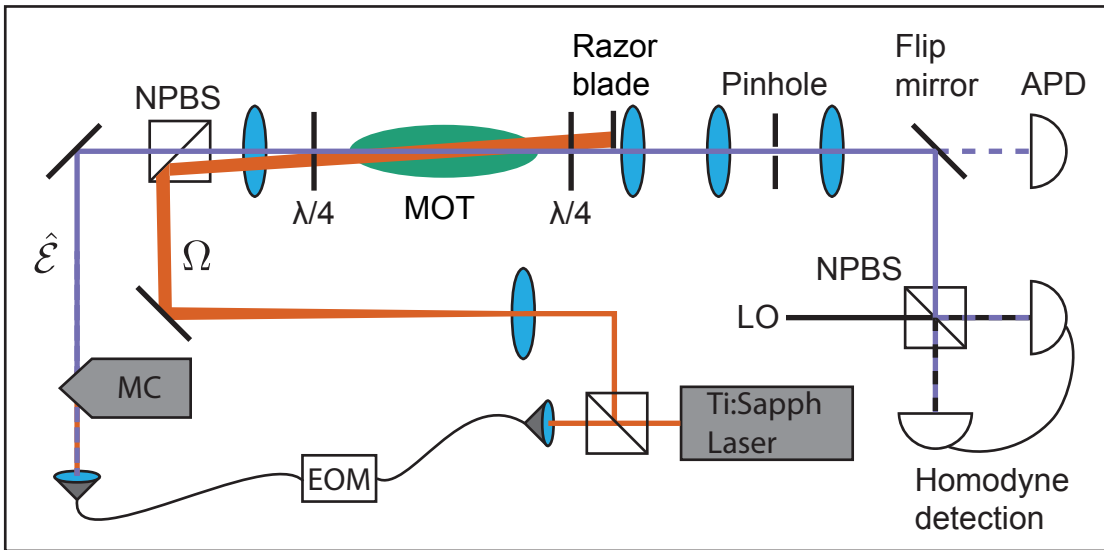 Razor
blade
Flip
mirror
NPBS
Pinhole
APD
λ/4
MOT
λ/4
ℰ̂
Ω
NPBS
LO
MC
Ti:Sapph
Laser
EOM
Homodyne
detection